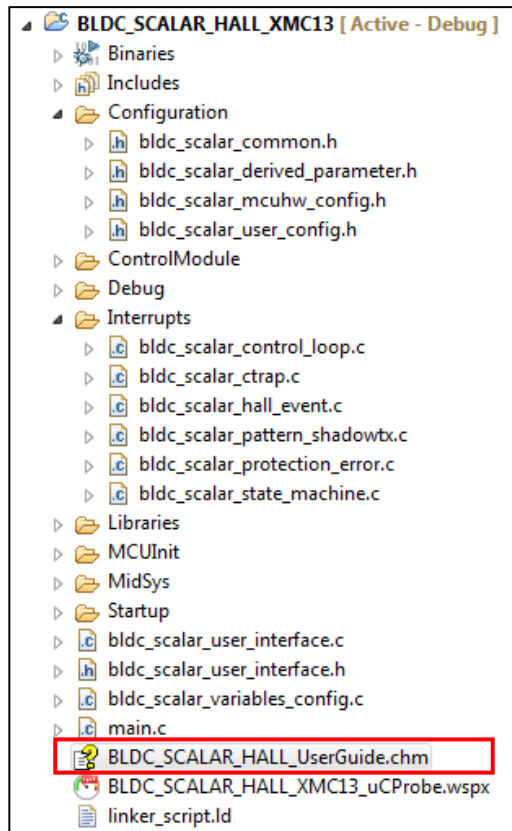 BLDC_SCALAR_HALL_XMC13 [ Active - Debug ]
Binaries
Includes
Configuration
.h bldc_scalar_common.h
.h bldc_scalar_derived_parameter.h
.h bldc_scalar_mcuhw_config.h
.h bldc_scalar_user_config.h
ControlModule
Debug
Interrupts
.c bldc_scalar_control_loop.c
.c bldc_scalar_ctrap.c
.c bldc_scalar_hall_event.c
.c bldc_scalar_pattern_shadowtx.c
.c bldc_scalar_protection_error.c
.c bldc_scalar_state_machine.c
Libraries
MCUInit
MidSys
Startup
.c bldc_scalar_user_interface.c
.h bldc_scalar_user_interface.h
.c bldc_scalar_variables_config.c
.c main.c
BLDC_SCALAR_HALL_UserGuide.chm
BLDC_SCALAR_HALL_XMC13_uCProbe.wspx
linker_script.ld